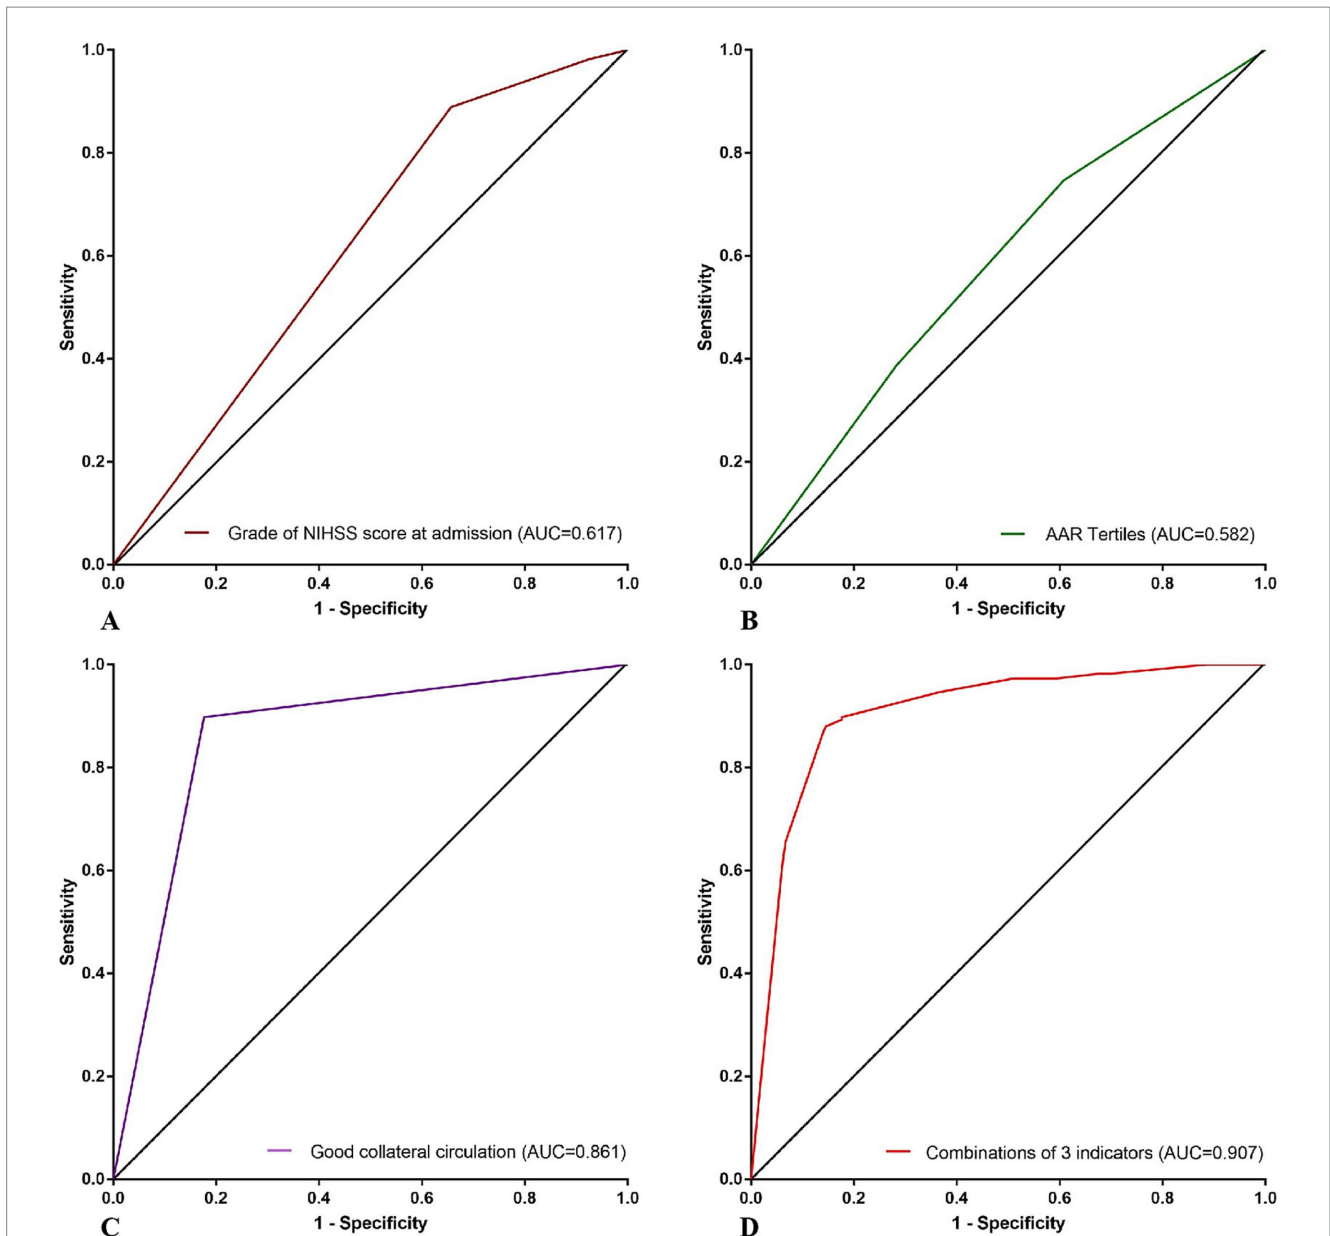 1.0
0.8
0.6
0.4
0.2
0.0
Sensitivity
Grade of NIHSS score at admission (AUC=0.617)
0.0 0.2 0.4 0.6 0.8 1.0
1 - Specificity
A
1.0
0.8
0.6
0.4
0.2
0.0
Sensitivity
AAR Tertiles (AUC=0.582)
0.0 0.2 0.4 0.6 0.8 1.0
1 - Specificity
B
1.0
0.8
0.6
0.4
0.2
0.0
Sensitivity
Good collateral circulation (AUC=0.861)
0.0 0.2 0.4 0.6 0.8 1.0
1 - Specificity
C
1.0
0.8
0.6
0.4
0.2
0.0
Sensitivity
Combinations of 3 indicators (AUC=0.907)
0.0 0.2 0.4 0.6 0.8 1.0
1 - Specificity
D